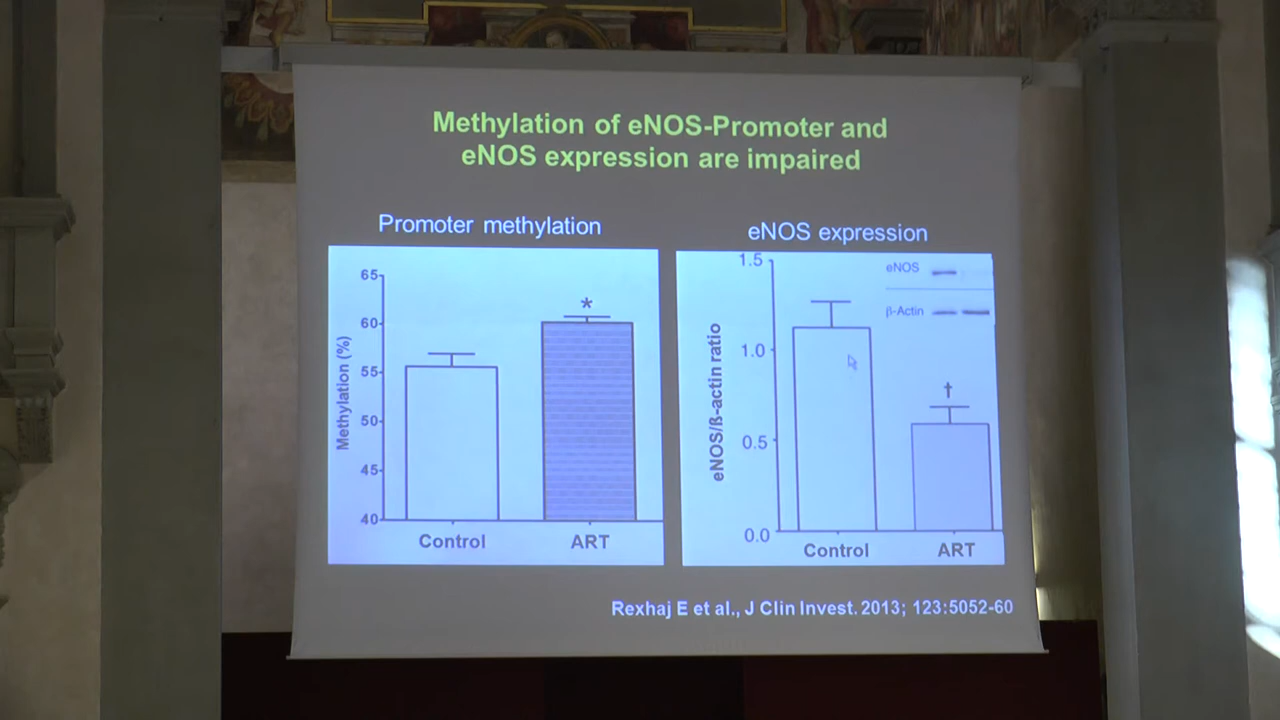 Methylation of eNOS-Promoter and
eNOS expression are impaired
Promoter methylation
65
60
55
50
45
40
Methylation (%)
*
Control
ART
eNOS expression
1.5
1.0
0.5
0.0
eNOS/ß-actin ratio
eNOS
β-Actin
†
Control
ART
Rexhaj E et al., J Clin Invest. 2013; 123:5052-60